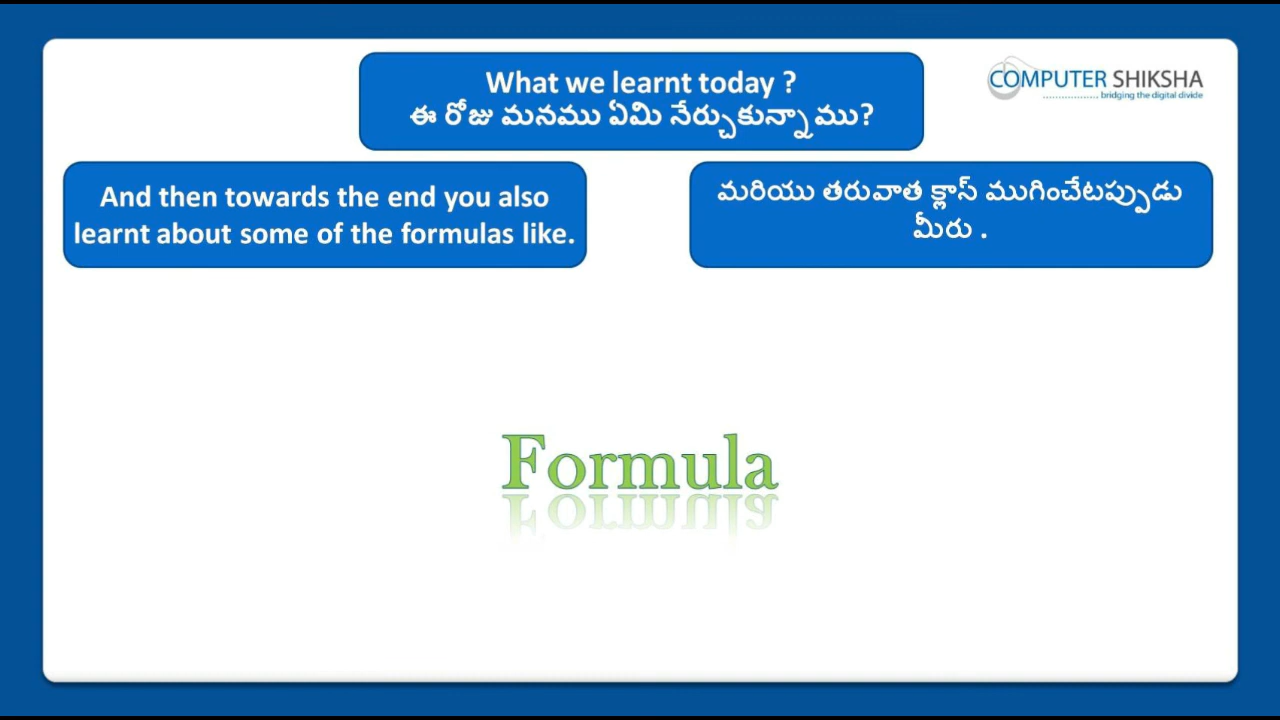 What we learnt today ?
ఈ రోజు మనము ఏమి నేర్చుకున్నాము?
COMPUTER SHIKSHA
bridging the digital divide
And then towards the end you also
learnt about some of the formulas like.
మరియు తరువాత క్లాస్ ముగించేటప్పుడు
మీరు .
Formula